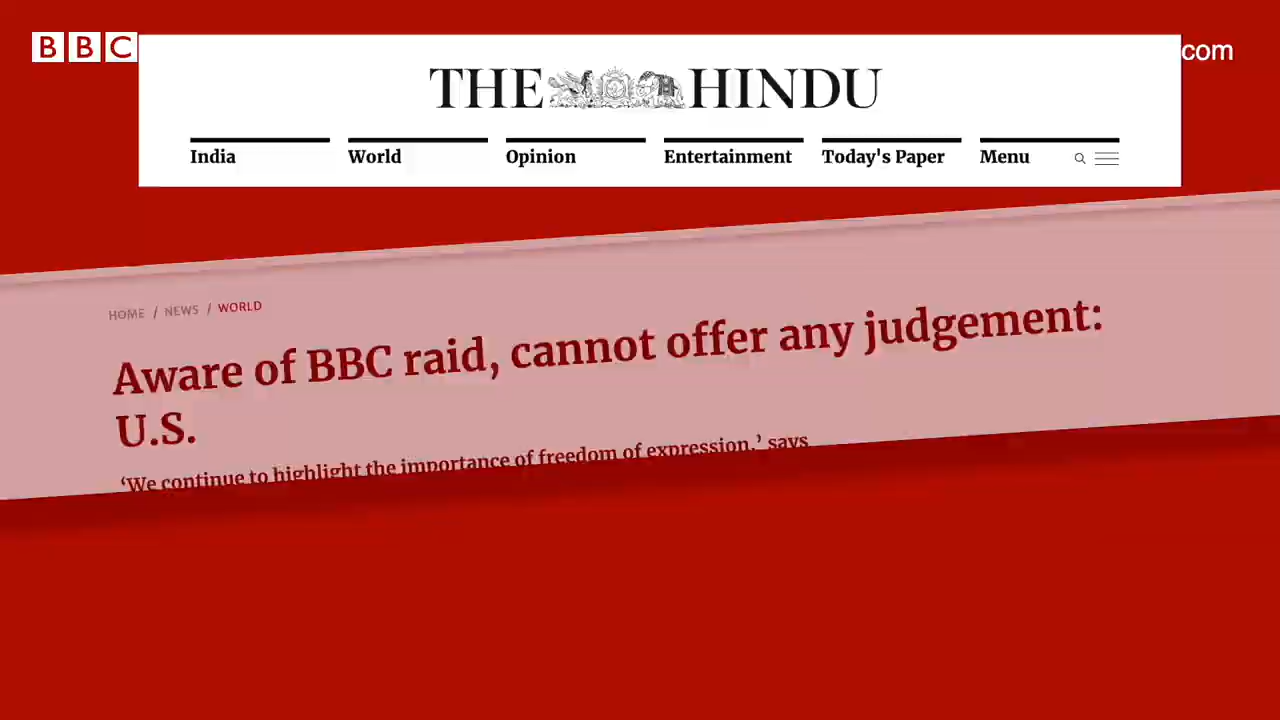 BBC
.com
THE HINDU
India World Opinion Entertainment Today's Paper Menu
HOME / NEWS / WORLD
Aware of BBC raid, cannot offer any judgement:
U.S.
‘We continue to highlight the importance of freedom of expression,’ says